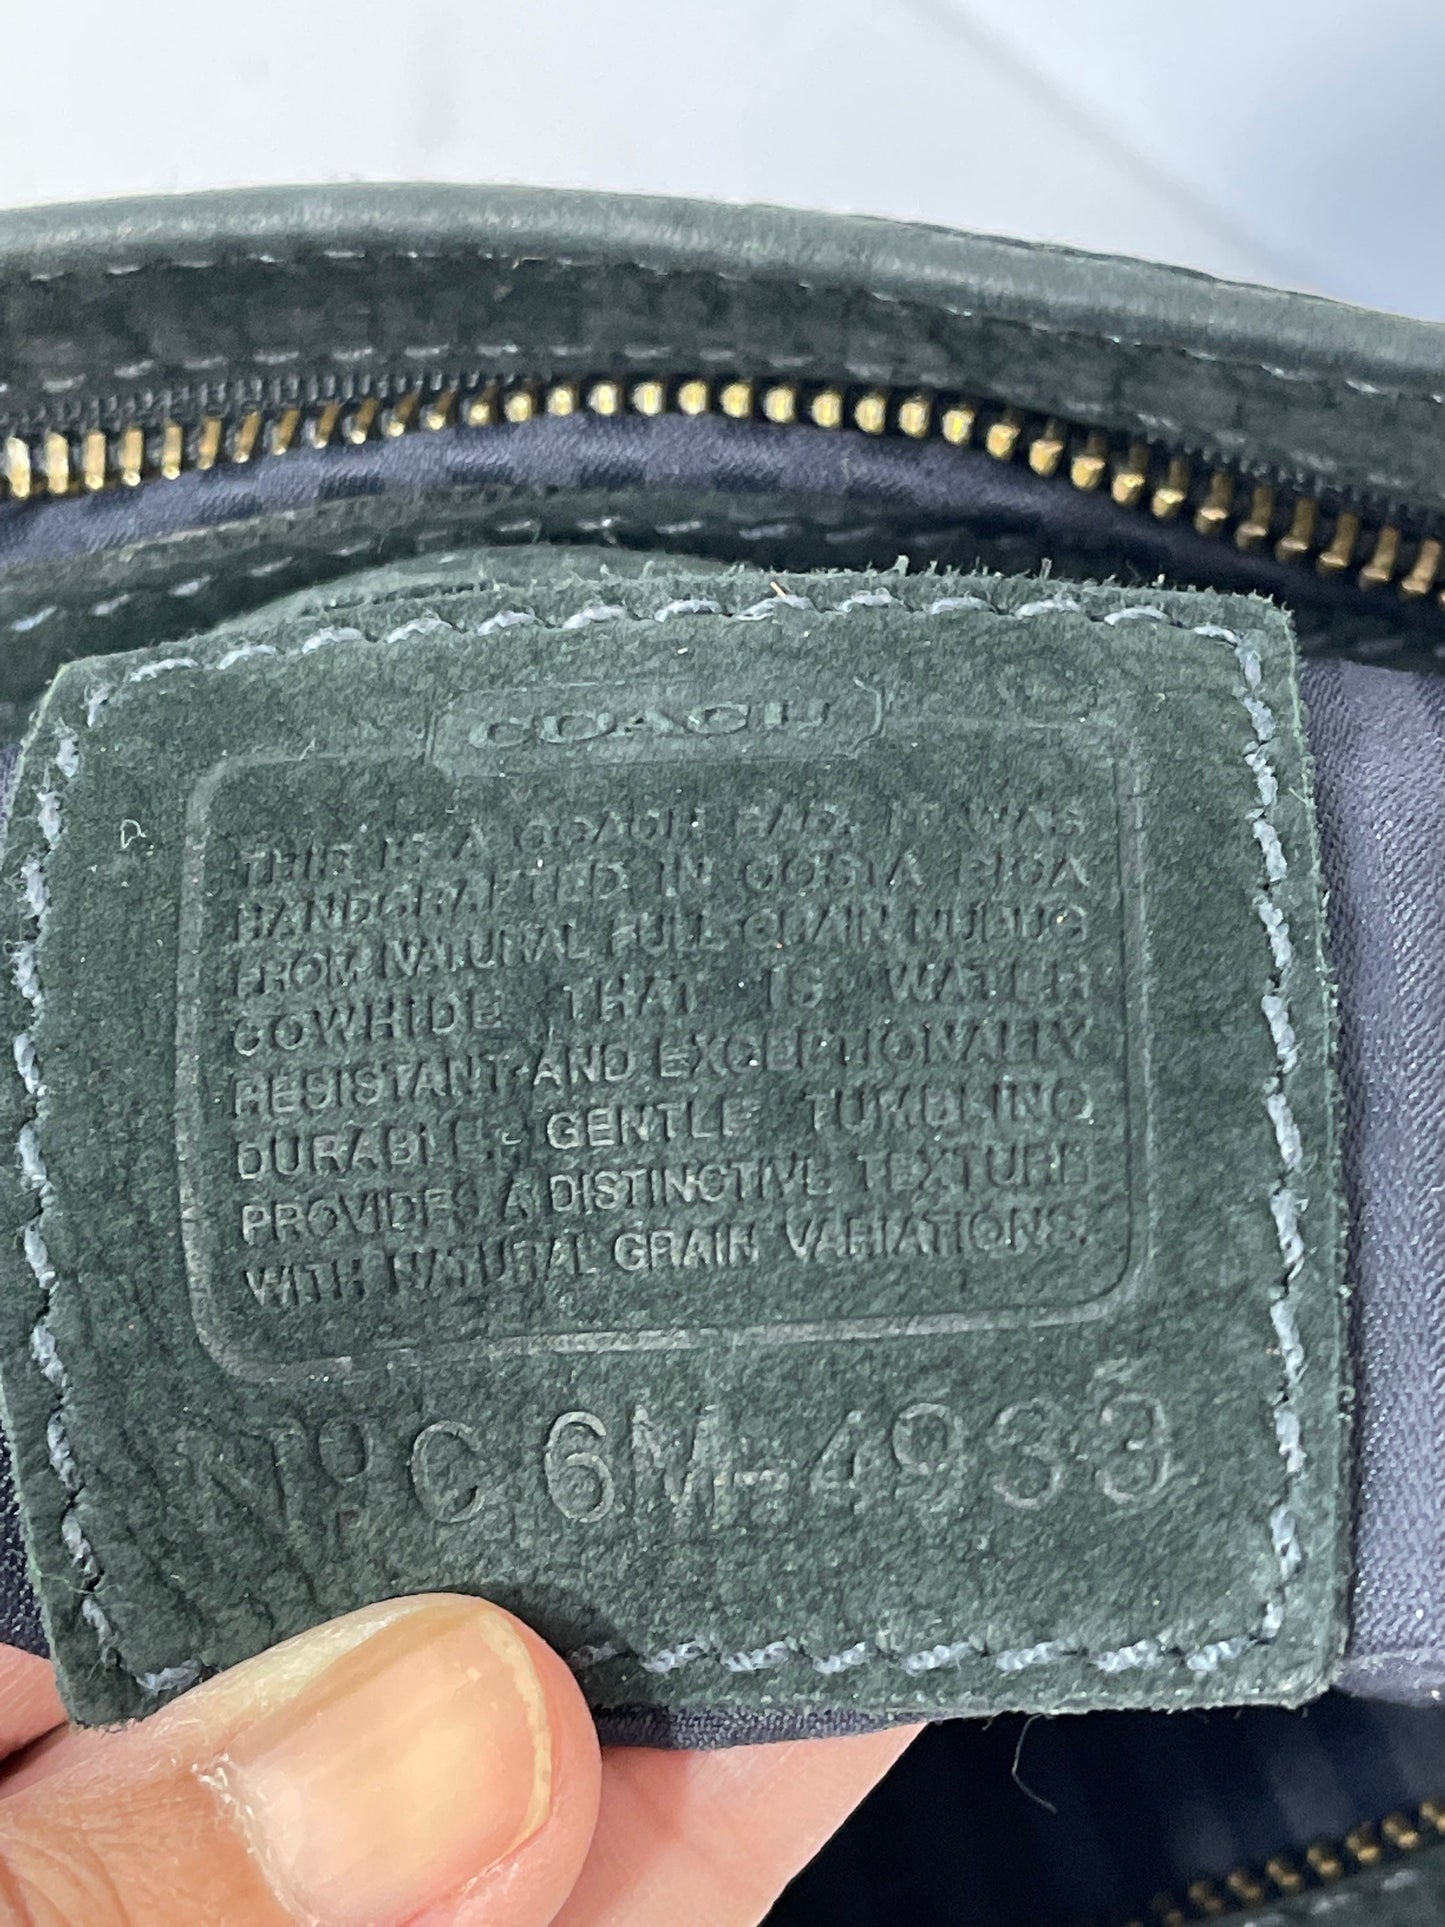 COACH
®
THIS IS A COACH BAG. IT WAS
HANDCRAFTED IN COSTA RICA
FROM NATURAL FULL-GRAIN NUBUC
COWHIDE THAT IS WATER
RESISTANT AND EXCEPTIONALLY
DURABLE. GENTLE TUMBLING
PROVIDES A DISTINCTIVE TEXTURE
WITH NATURAL GRAIN VARIATIONS.
Nº. C6M-4933